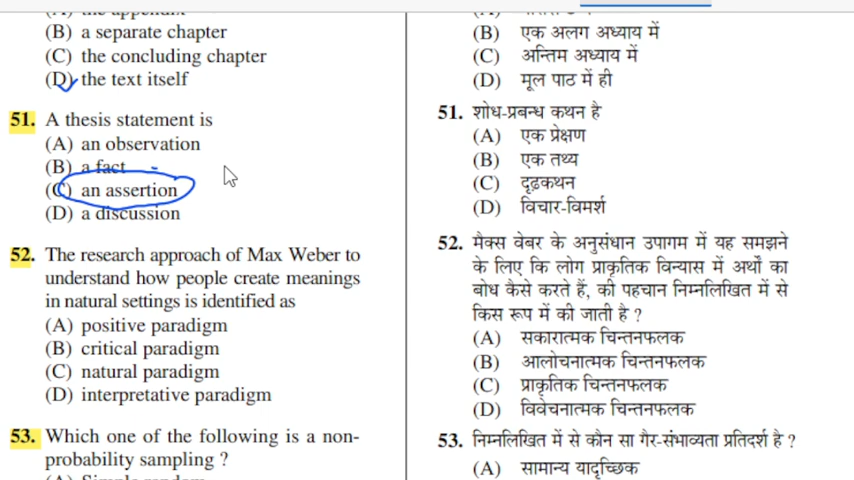 (B) a separate chapter
(C) the concluding chapter
(D) the text itself
51. A thesis statement is
(A) an observation
(B) a fact
(C) an assertion
(D) a discussion
52. The research approach of Max Weber to
understand how people create meanings
in natural settings is identified as
(A) positive paradigm
(B) critical paradigm
(C) natural paradigm
(D) interpretative paradigm
53. Which one of the following is a non-
probability sampling ?
(B) एक अलग अध्याय में
(C) अन्तिम अध्याय में
(D) मूल पाठ में ही
51. शोध-प्रबन्ध कथन है
(A) एक प्रेक्षण
(B) एक तथ्य
(C) दृढ़कथन
(D) विचार-विमर्श
52. मैक्स वेबर के अनुसंधान उपागम में यह समझने
के लिए कि लोग प्राकृतिक विन्यास में अर्थों का
बोध कैसे करते हैं, की पहचान निम्नलिखित में से
किस रूप में की जाती है ?
(A) सकारात्मक चिन्तनफलक
(B) आलोचनात्मक चिन्तनफलक
(C) प्राकृतिक चिन्तनफलक
(D) विवेचनात्मक चिन्तनफलक
53. निम्नलिखित में से कौन सा गैर-संभाव्यता प्रतिदर्श है ?
(A) सामान्य यादृच्छिक